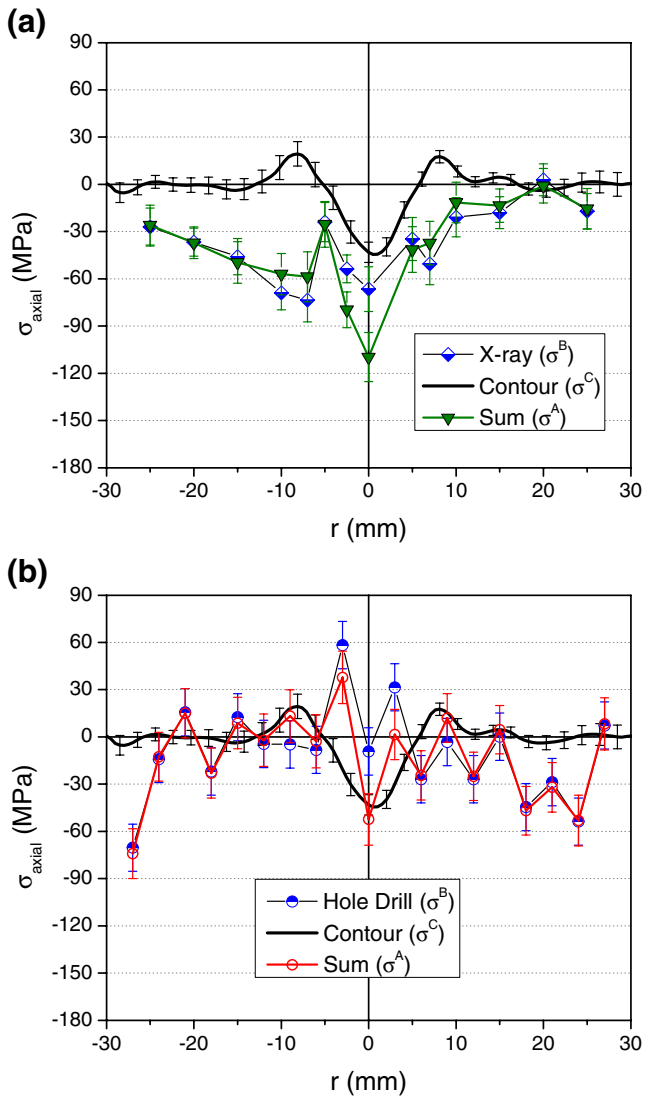 (a)
90
60
30
0
-30
-60
-90
-120
-150
-180
σaxial (MPa)
X-ray (σB)
Contour (σC)
Sum (σA)
-30 -20 -10 0 10 20 30
r (mm)
(b)
90
60
30
0
-30
-60
-90
-120
-150
-180
σaxial (MPa)
Hole Drill (σB)
Contour (σC)
Sum (σA)
-30 -20 -10 0 10 20 30
r (mm)